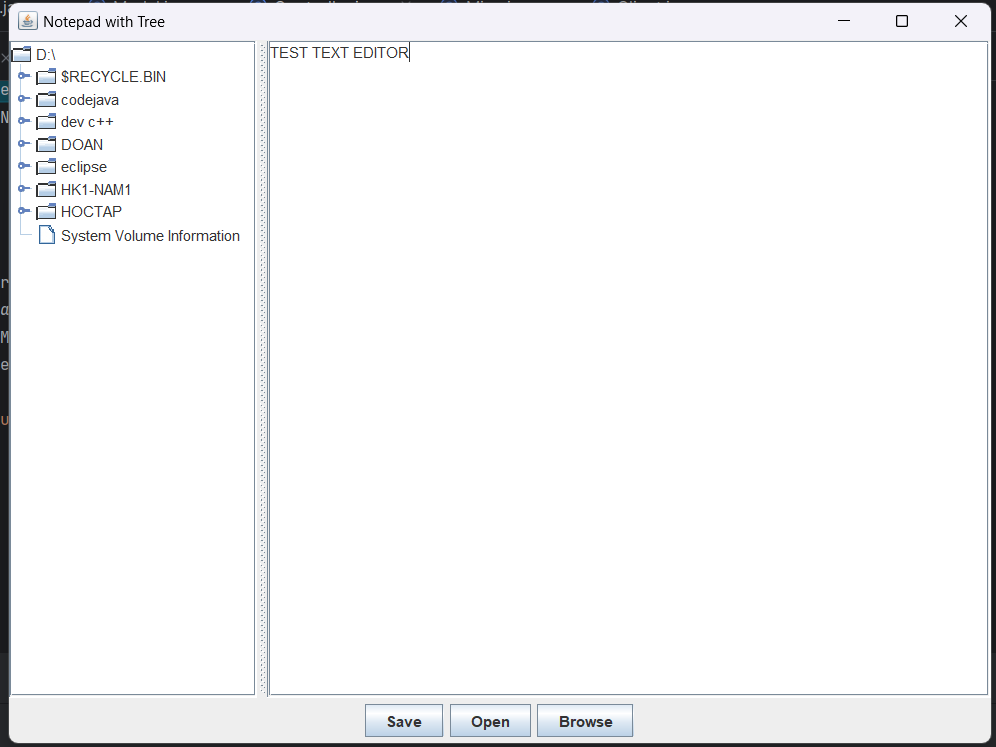 Notepad with Tree
D:\
$RECYCLE.BIN
codejava
dev c++
DOAN
eclipse
HK1-NAM1
HOCTAP
System Volume Information
TEST TEXT EDITOR
Save
Open
Browse